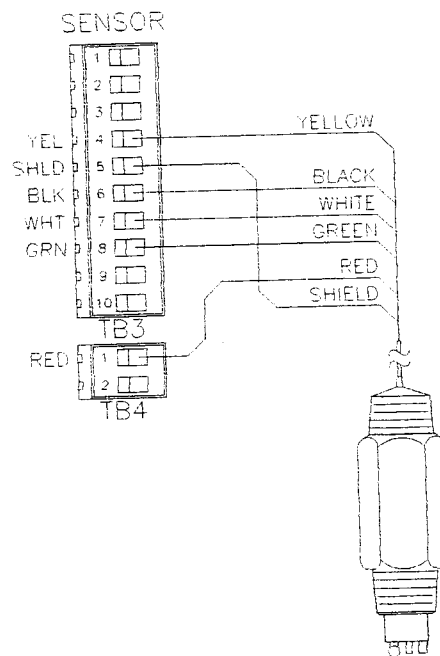 SENSOR
1
2
3
YEL 4 YELLOW
SHLD 5
BLK 6 BLACK
WHT 7 WHITE
GRN 8 GREEN
9 RED
10 SHIELD
TB3
RED 1
2
TB4